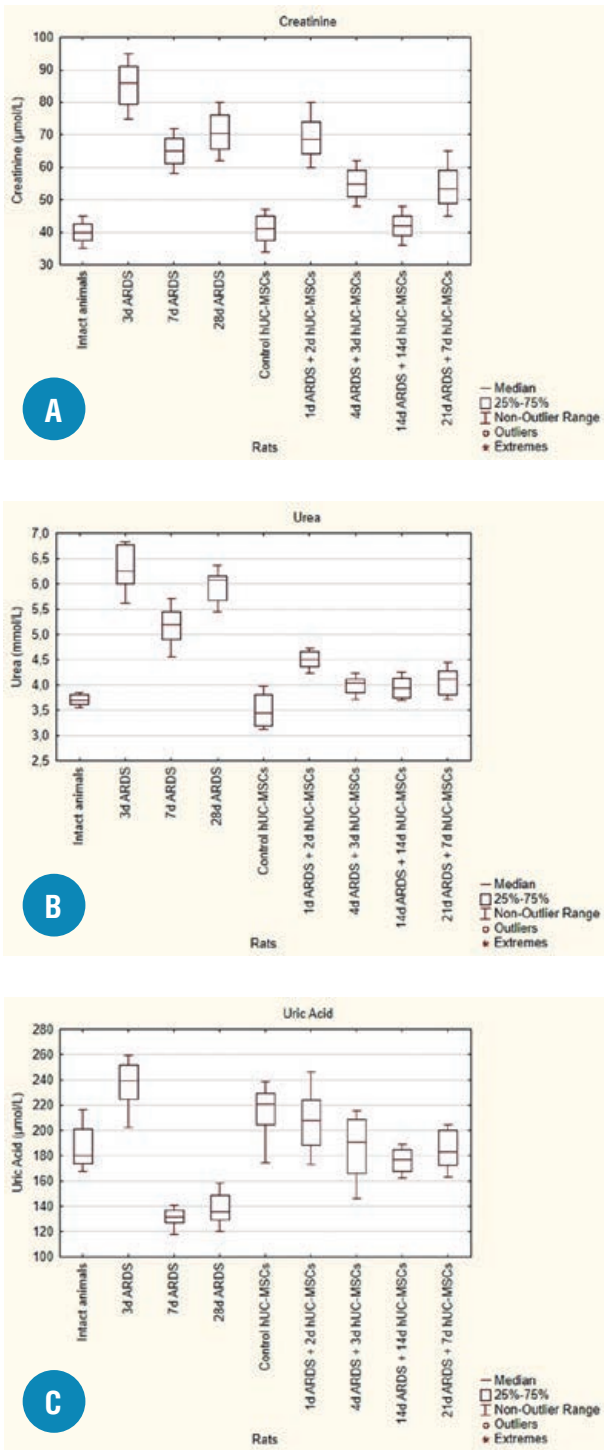 Creatinine
Creatinine (µmol/L)
100
90
80
70
60
50
40
30
Intact animals
3d ARDS
7d ARDS
28d ARDS
Control hUC-MSCs
1d ARDS + 2d hUC-MSCs
4d ARDS + 3d hUC-MSCs
14d ARDS + 14d hUC-MSCs
21d ARDS + 7d hUC-MSCs
Rats
Median
25%-75%
Non-Outlier Range
Outliers
Extremes
A
Urea
Urea (mmol/L)
7,0
6,5
6,0
5,5
5,0
4,5
4,0
3,5
3,0
2,5
Intact animals
3d ARDS
7d ARDS
28d ARDS
Control hUC-MSCs
1d ARDS + 2d hUC-MSCs
4d ARDS + 3d hUC-MSCs
14d ARDS + 14d hUC-MSCs
21d ARDS + 7d hUC-MSCs
Rats
Median
25%-75%
Non-Outlier Range
Outliers
Extremes
B
Uric Acid
Uric Acid (µmol/L)
280
260
240
220
200
180
160
140
120
100
Intact animals
3d ARDS
7d ARDS
28d ARDS
Control hUC-MSCs
1d ARDS + 2d hUC-MSCs
4d ARDS + 3d hUC-MSCs
14d ARDS + 14d hUC-MSCs
21d ARDS + 7d hUC-MSCs
Rats
Median
25%-75%
Non-Outlier Range
Outliers
Extremes
C